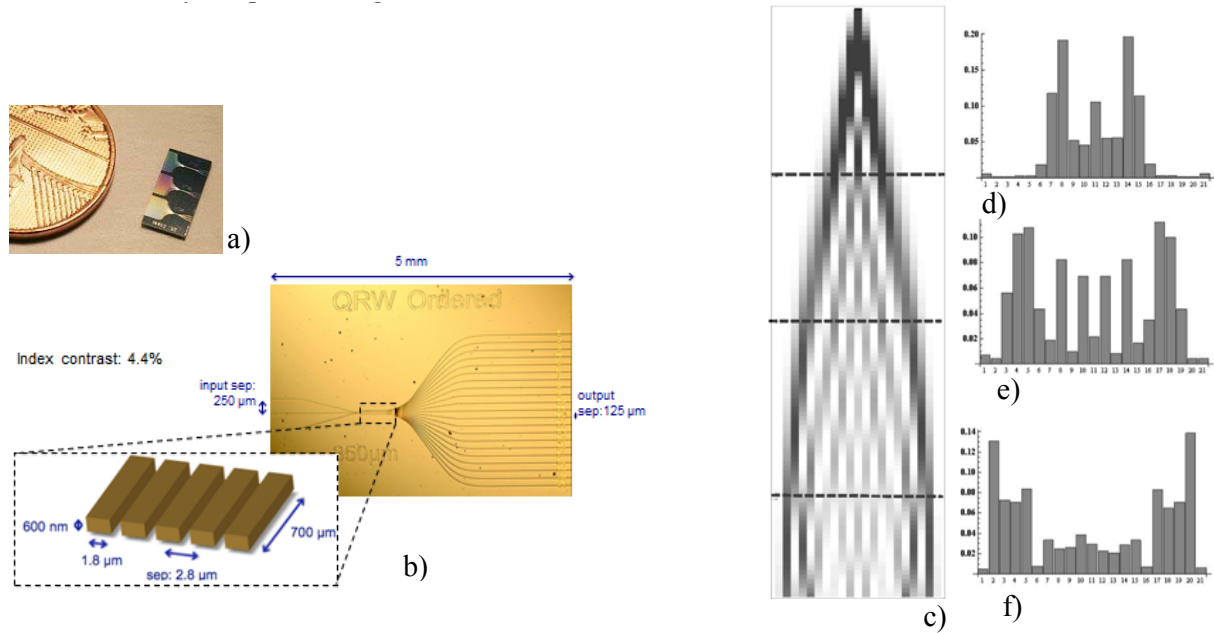 a)
5 mm
QRW Ordered
Index contrast: 4.4%
input sep:
250 µm
output
sep:125 µm
350µm
600 nm
1.8 µm
sep: 2.8 µm
700 µm
b)
c)
0.20
0.15
0.10
0.05
1 2 3 4 5 6 7 8 9 10 11 12 13 14 15 16 17 18 19 20 21
d)
0.10
0.08
0.06
0.04
0.02
1 2 3 4 5 6 7 8 9 10 11 12 13 14 15 16 17 18 19 20 21
e)
0.14
0.12
0.10
0.08
0.06
0.04
0.02
1 2 3 4 5 6 7 8 9 10 11 12 13 14 15 16 17 18 19 20 21
f)